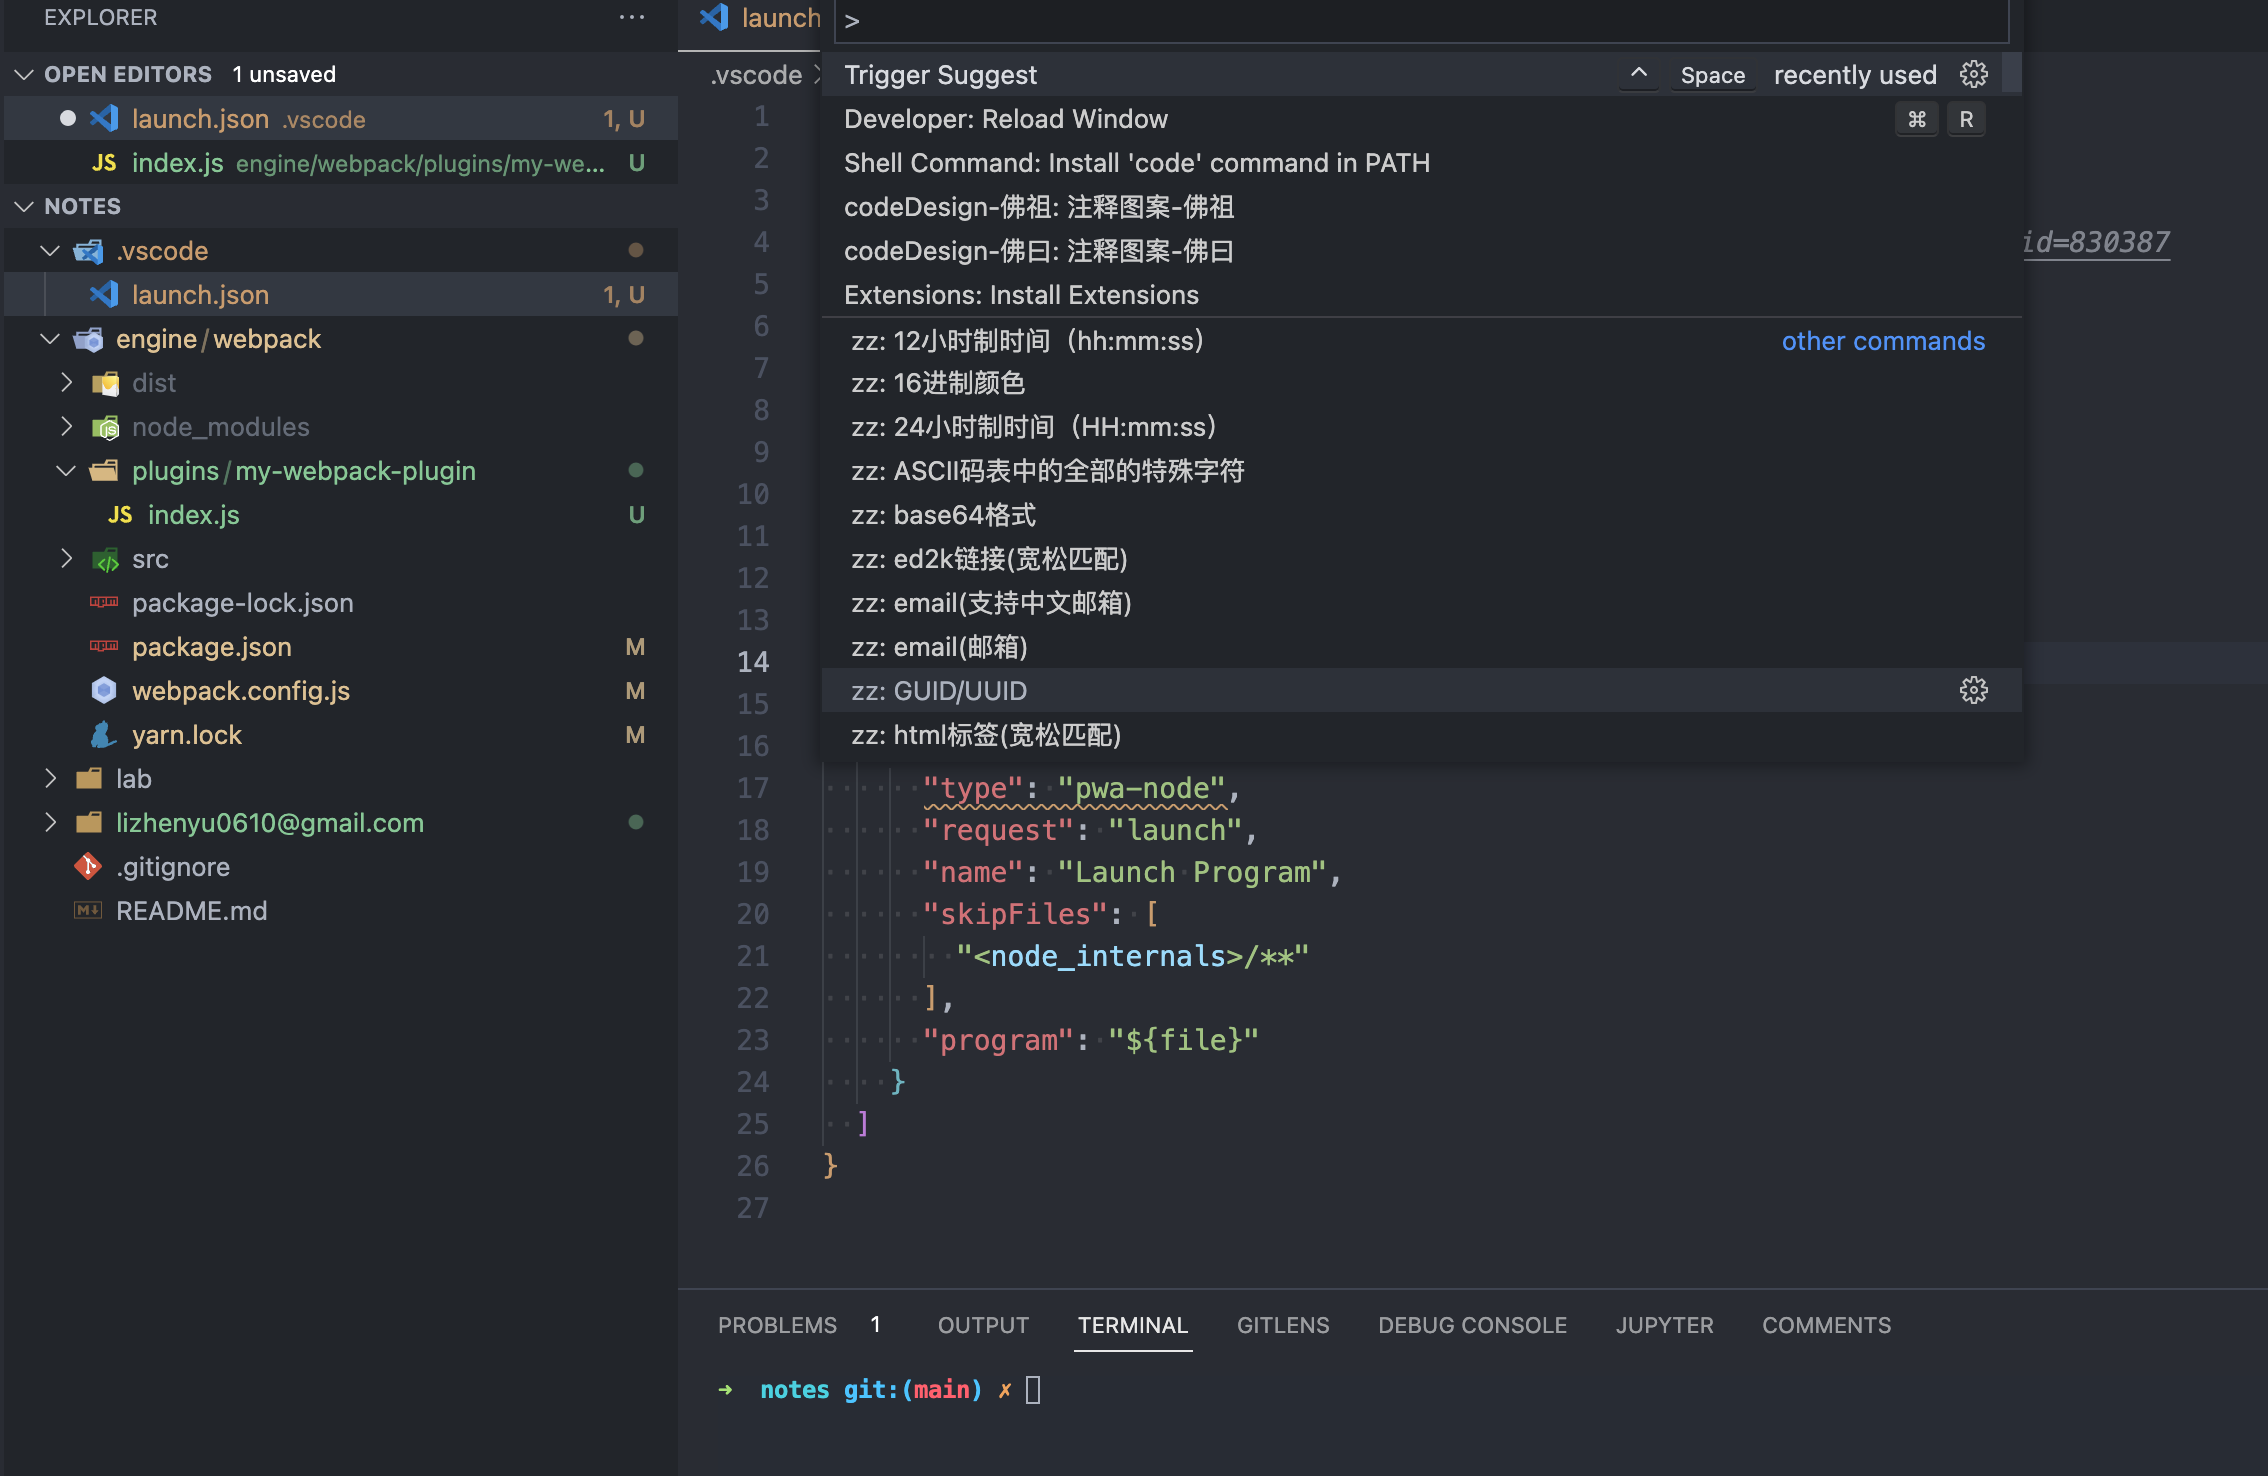 EXPLORER
OPEN EDITORS 1 unsaved
launch.json .vscode 1, U
JS index.js engine/webpack/plugins/my-we... U
NOTES
.vscode
launch.json 1, U
engine/webpack
dist
node_modules
plugins/my-webpack-plugin
JS index.js U
src
package-lock.json
package.json M
webpack.config.js M
yarn.lock M
lab
lizhenyu0610@gmail.com
.gitignore
README.md
launch
.vscode
>
Trigger Suggest ^ Space recently used
Developer: Reload Window ⌘ R
Shell Command: Install 'code' command in PATH
codeDesign-佛祖: 注释图案-佛祖
codeDesign-佛曰: 注释图案-佛曰
Extensions: Install Extensions
zz: 12小时制时间（hh:mm:ss） other commands
zz: 16进制颜色
zz: 24小时制时间（HH:mm:ss）
zz: ASCII码表中的全部的特殊字符
zz: base64格式
zz: ed2k链接(宽松匹配)
zz: email(支持中文邮箱)
zz: email(邮箱)
zz: GUID/UUID
zz: html标签(宽松匹配)
1
2
3
4 id=830387
5
6
7
8
9
10
11
12
13
14
15
16
17 "type": "pwa-node",
18 "request": "launch",
19 "name": "Launch Program",
20 "skipFiles": [
21 "<node_internals>/**"
22 ],
23 "program": "${file}"
24 }
25 ]
26 }
27
PROBLEMS 1 OUTPUT TERMINAL GITLENS DEBUG CONSOLE JUPYTER COMMENTS
➜ notes git:(main) ✗